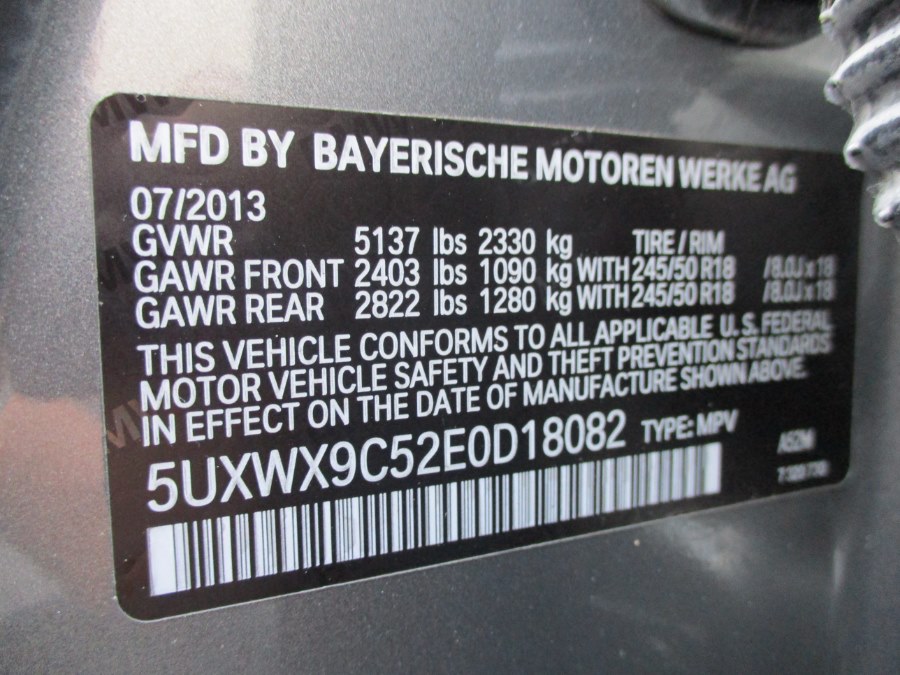 MFD BY BAYERISCHE MOTOREN WERKE AG
07/2013
GVWR 5137 lbs 2330 kg TIRE / RIM
GAWR FRONT 2403 lbs 1090 kg WITH 245/50 R18 /8.0J x 18
GAWR REAR 2822 lbs 1280 kg WITH 245/50 R18 /8.0J x 18
THIS VEHICLE CONFORMS TO ALL APPLICABLE U. S. FEDERAL
MOTOR VEHICLE SAFETY AND THEFT PREVENTION STANDARDS
IN EFFECT ON THE DATE OF MANUFACTURE SHOWN ABOVE.
5UXWX9C52E0D18082 TYPE: MPV